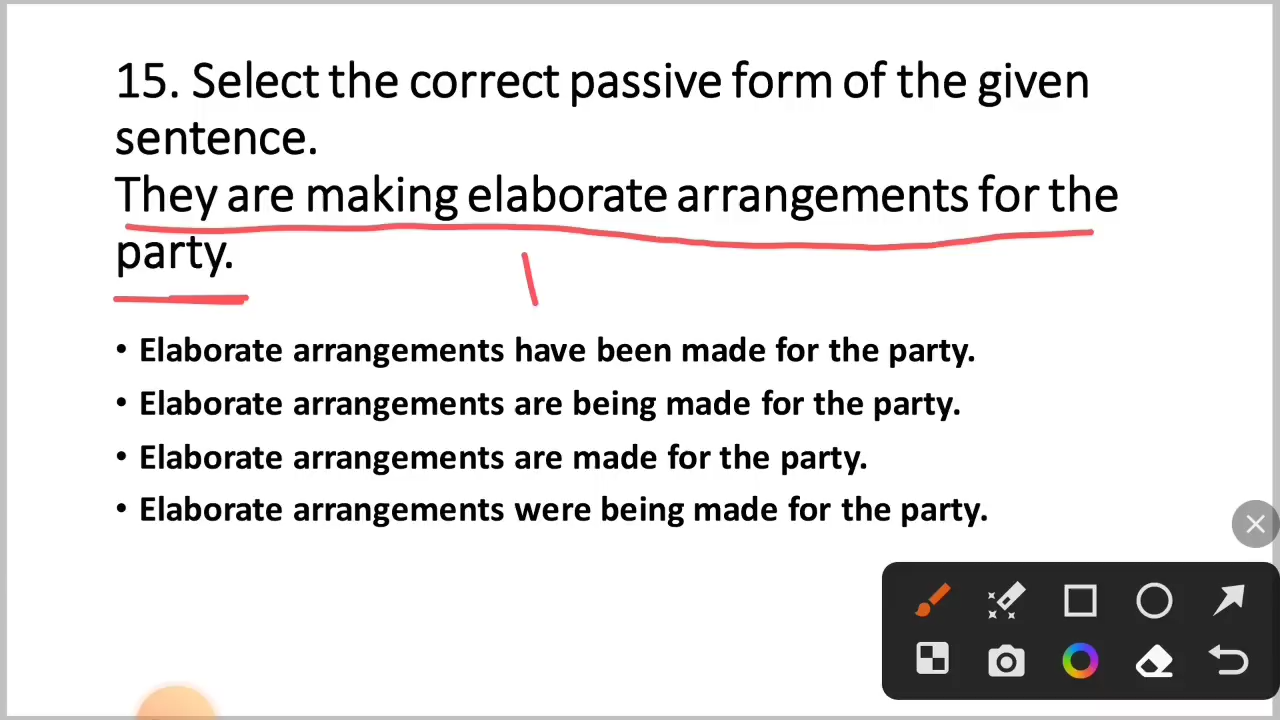 15. Select the correct passive form of the given
sentence.
They are making elaborate arrangements for the
party.
• Elaborate arrangements have been made for the party.
• Elaborate arrangements are being made for the party.
• Elaborate arrangements are made for the party.
• Elaborate arrangements were being made for the party.